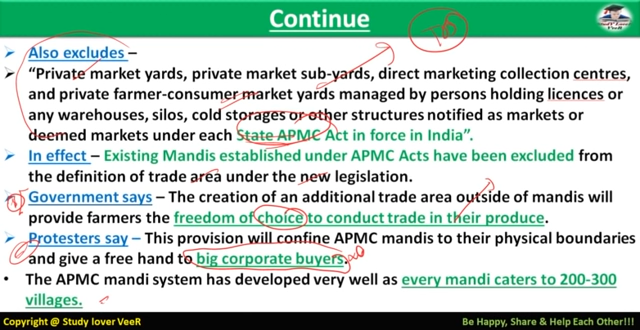 Continue
Also excludes –
"Private market yards, private market sub-yards, direct marketing collection centres,
and private farmer-consumer market yards managed by persons holding licences or
any warehouses, silos, cold storages or other structures notified as markets or
deemed markets under each State APMC Act in force in India".
In effect – Existing Mandis established under APMC Acts have been excluded from
the definition of trade area under the new legislation.
Government says – The creation of an additional trade area outside of mandis will
provide farmers the freedom of choice to conduct trade in their produce.
Protesters say – This provision will confine APMC mandis to their physical boundaries
and give a free hand to big corporate buyers.
The APMC mandi system has developed very well as every mandi caters to 200-300
villages.
Copyright @ Study lover VeeR
Be Happy, Share & Help Each Other!!!